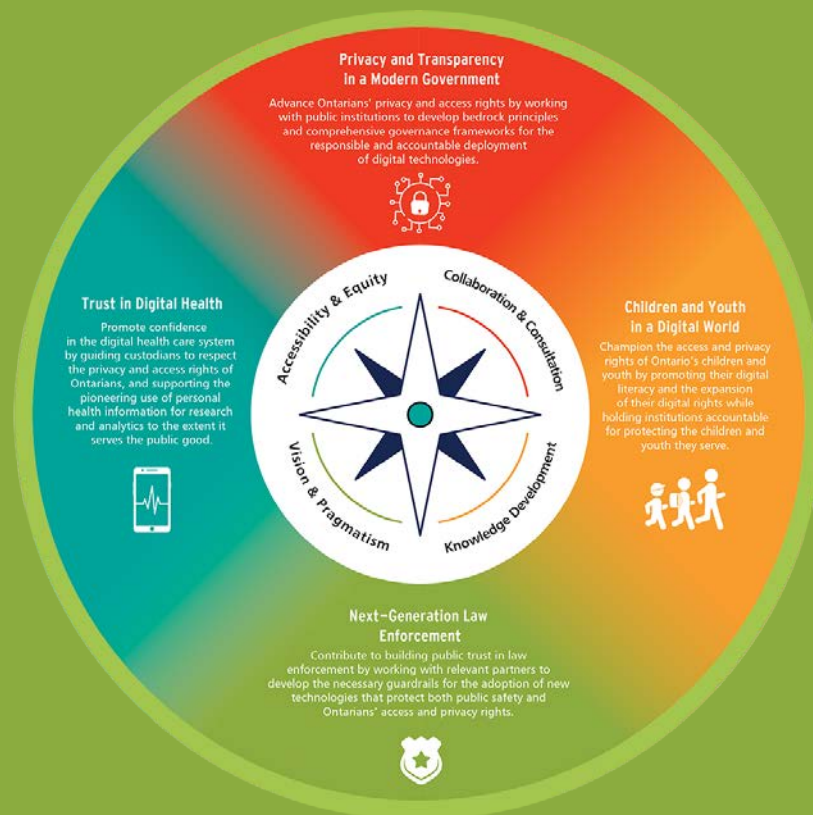 Privacy and Transparency
in a Modern Government
Advance Ontarians' privacy and access rights by working
with public institutions to develop bedrock principles
and comprehensive governance frameworks for the
responsible and accountable deployment
of digital technologies.
Trust in Digital Health
Promote confidence
in the digital health care system
by guiding custodians to respect
the privacy and access rights of
Ontarians, and supporting the
pioneering use of personal
health information for research
and analytics to the extent it
serves the public good.
Accessibility & Equity
Collaboration & Consultation
Vision & Pragmatism
Knowledge Development
Children and Youth
in a Digital World
Champion the access and privacy
rights of Ontario's children and
youth by promoting their digital
literacy and the expansion
of their digital rights while
holding institutions accountable
for protecting the children and
youth they serve.
Next-Generation Law
Enforcement
Contribute to building public trust in law
enforcement by working with relevant partners to
develop the necessary guardrails for the adoption of new
technologies that protect both public safety and
Ontarians' access and privacy rights.